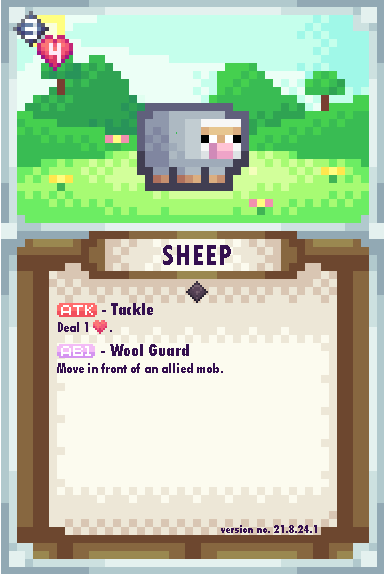 3
4
SHEEP
ATK - Tackle
Deal 1 .
ABI - Wool Guard
Move in front of an allied mob.
version no. 21.8.24.1